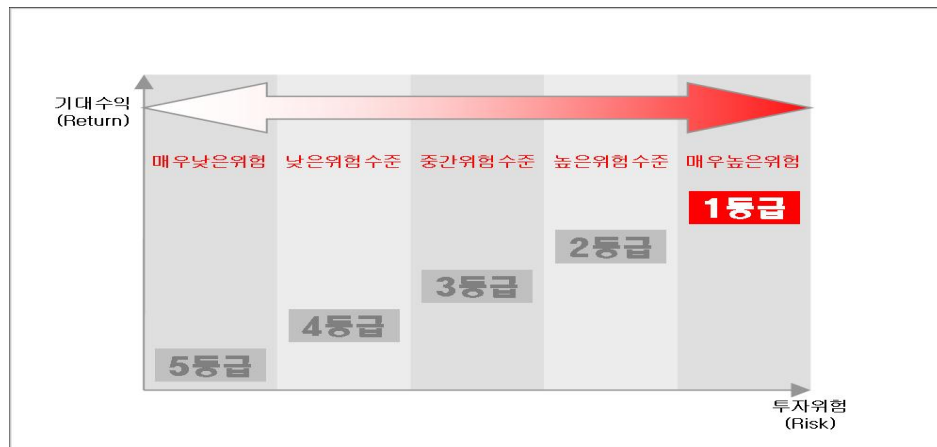 기대수익
(Return)
매우낮은위험 낮은위험수준 중간위험수준 높은위험수준 매우높은위험
1등급
2등급
3등급
4등급
5등급
투자위험
(Risk)